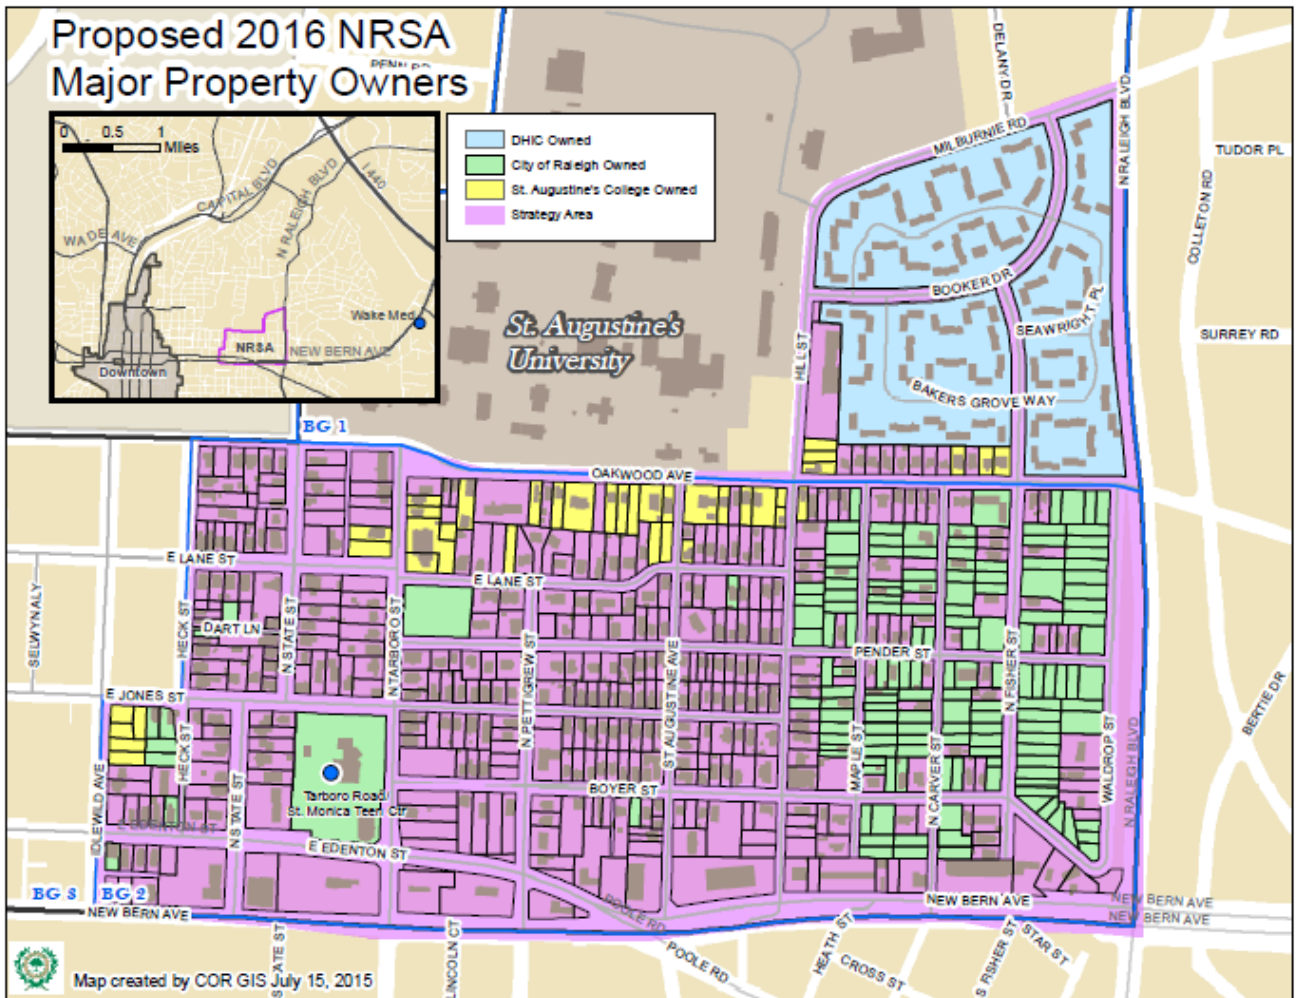 Proposed 2016 NRSA
Major Property Owners
PENN RD
0 0.5 1
Miles
CAPITAL BLVD
N RALEIGH BLVD
I 440
WADE AVE
Wake Med
NRSA
NEW BERN AVE
Downtown
DHIC Owned
City of Raleigh Owned
St. Augustine's College Owned
Strategy Area
DELANY DR
N RALEIGH BLVD
MILBURNIE RD
TUDOR PL
COLLETON RD
BOOKER DR
SEAWRIGHT PL
SURREY RD
HILL ST
BAKERS GROVE WAY
St. Augustine's
University
BG 1
OAKWOOD AVE
E LANE ST
E LANE ST
SELWYN ALY
HECK ST
DART LN
N STATE ST
N TARBORO ST
N PETTIGREW ST
ST AUGUSTINE AVE
PENDER ST
N FISHER ST
E JONES ST
HECK ST
BERTIE DR
IDLEWILD AVE
N STATE ST
Tarboro Road/
St. Monica Teen Ctr
BOYER ST
MAPLE ST
N CARVER ST
WALDROP ST
N RALEIGH BLVD
E EDENTON ST
E EDENTON ST
BG 3
BG 2
NEW BERN AVE
POOLE RD
NEW BERN AVE
NEW BERN AVE
NEW BERN AVE
POOLE RD
HEATH ST
CROSS ST
S FISHER ST
STAR ST
S STATE ST
LINCOLN CT
Map created by COR GIS July 15, 2015